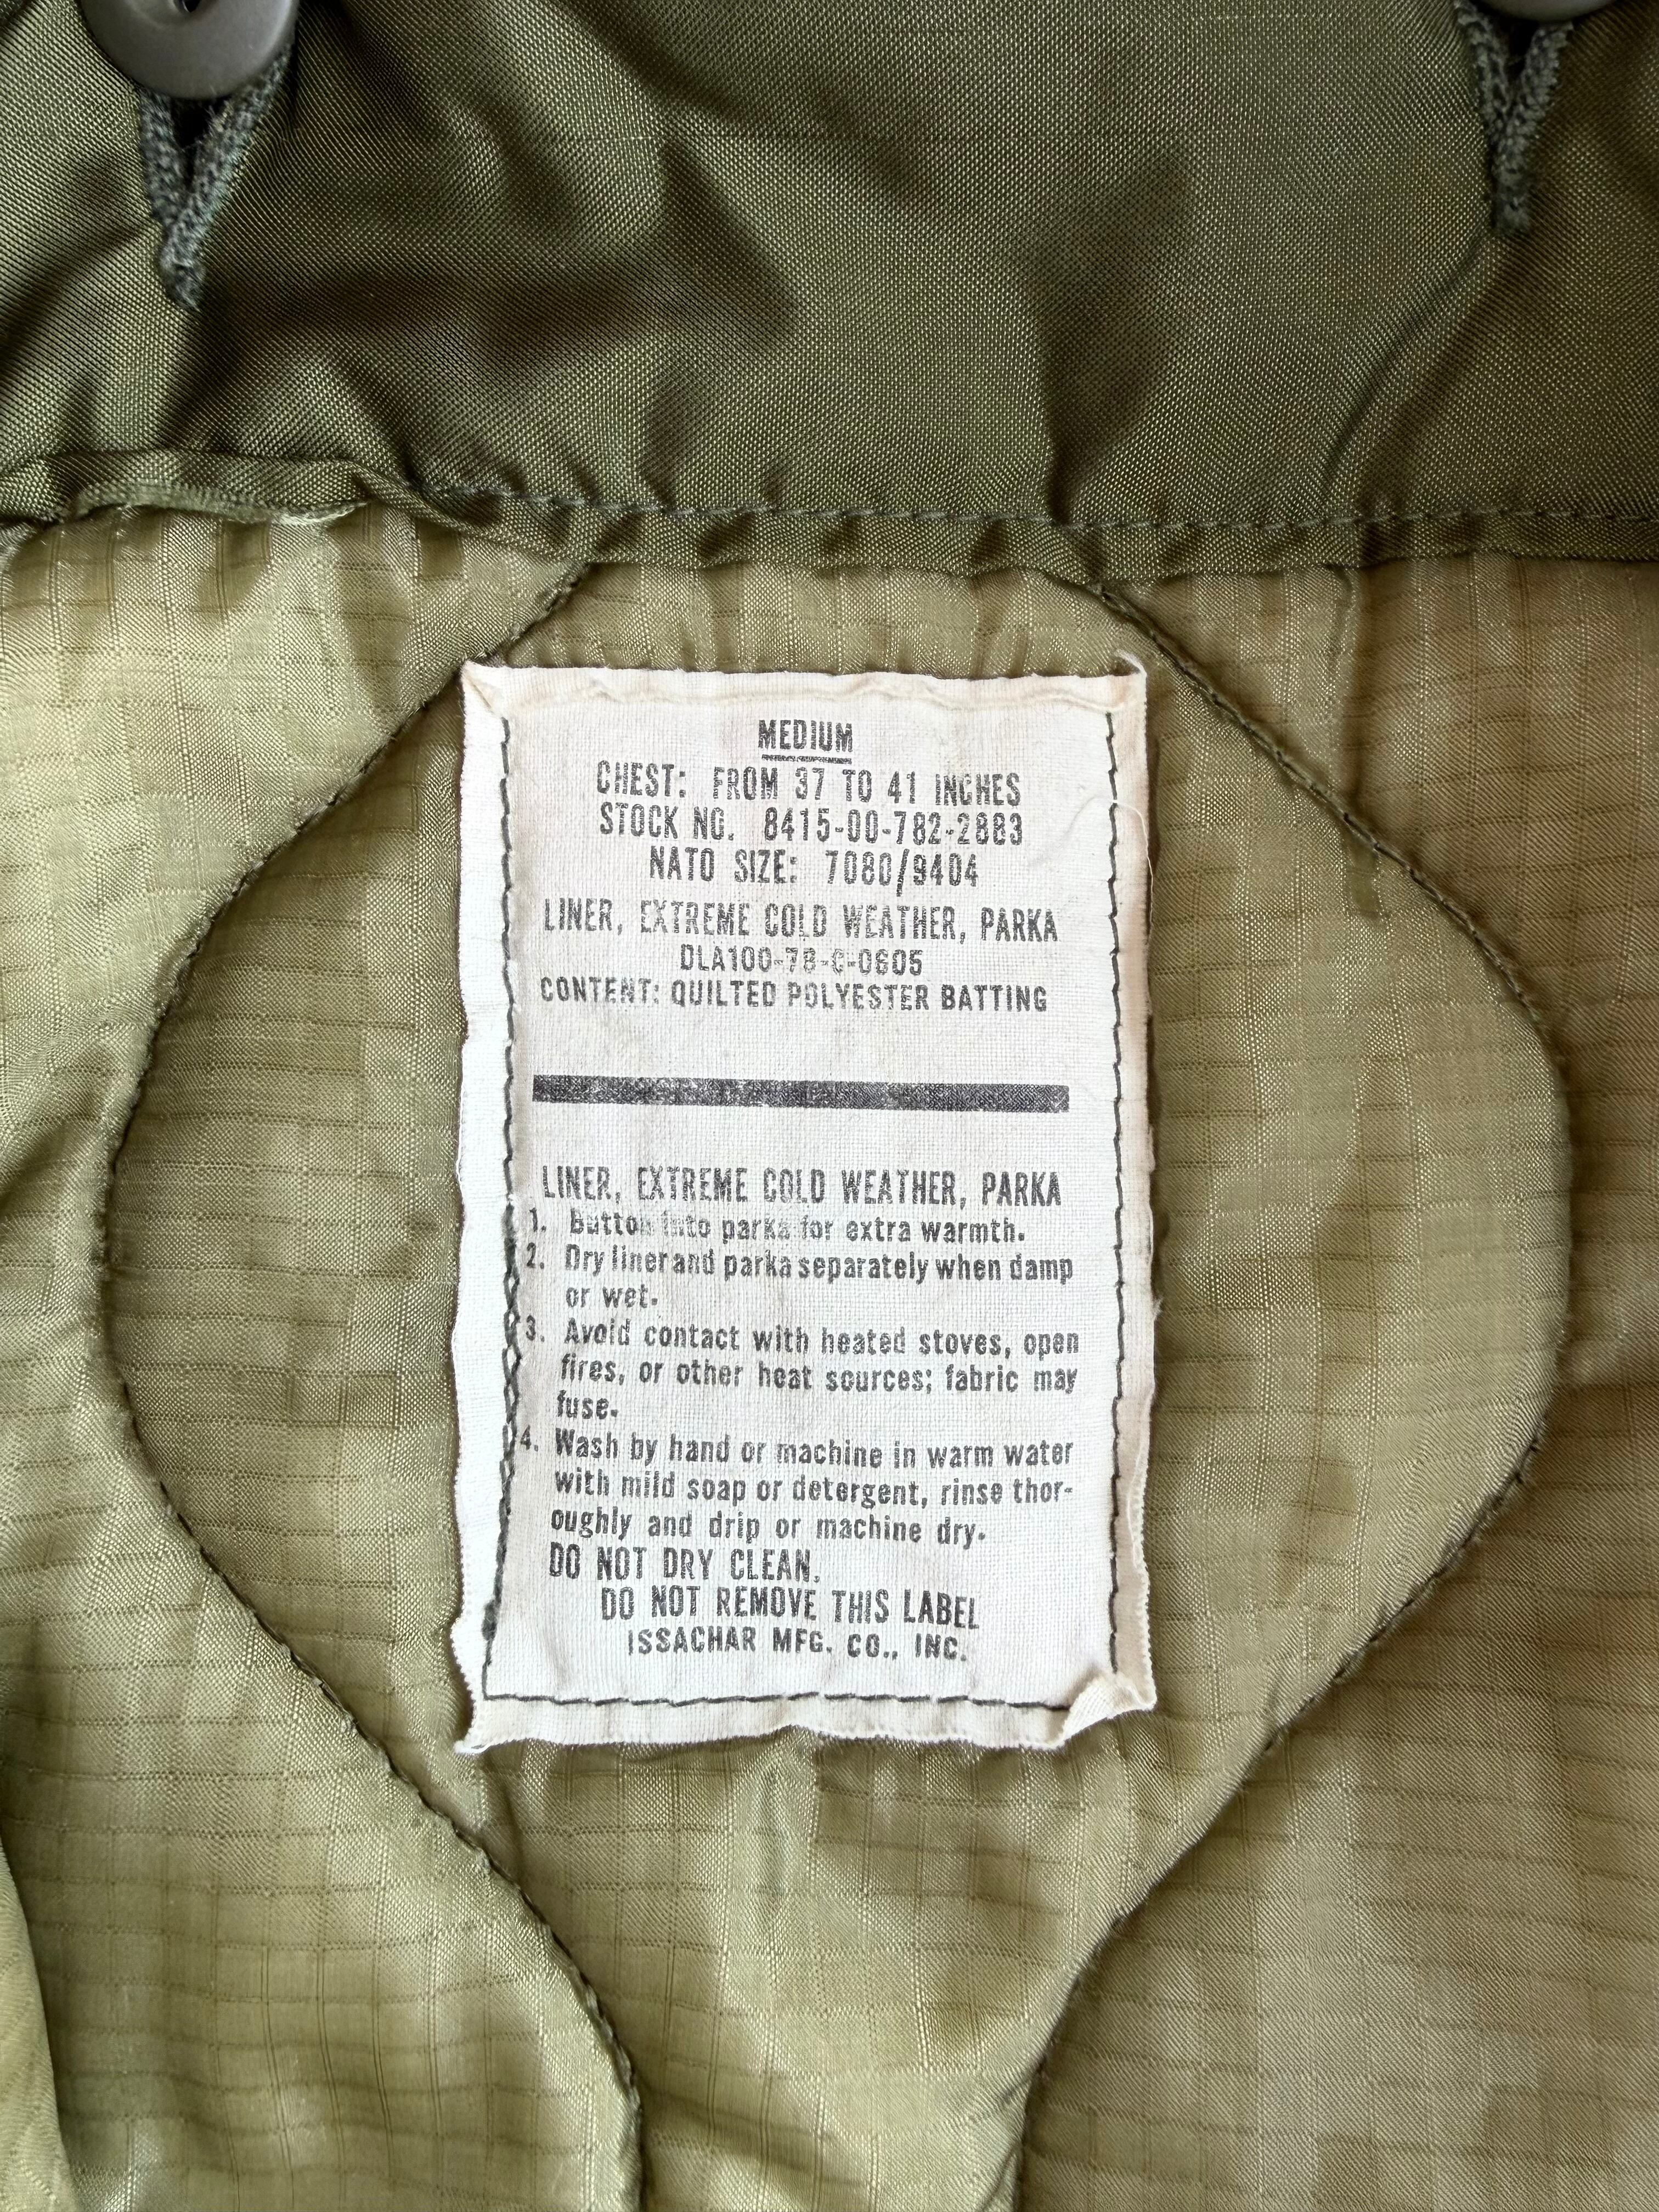 MEDIUM
CHEST: FROM 37 TO 41 INCHES
STOCK NO. 8415-00-782-2883
NATO SIZE: 7080/9404
LINER, EXTREME COLD WEATHER, PARKA
DLA100-78-C-0605
CONTENT: QUILTED POLYESTER BATTING
LINER, EXTREME COLD WEATHER, PARKA
1. Button into parka for extra warmth.
2. Dry liner and parka separately when damp
or wet.
3. Avoid contact with heated stoves, open
fires, or other heat sources; fabric may
fuse.
4. Wash by hand or machine in warm water
with mild soap or detergent, rinse thor-
oughly and drip or machine dry.
DO NOT DRY CLEAN.
DO NOT REMOVE THIS LABEL
ISSACHAR MFG. CO., INC.